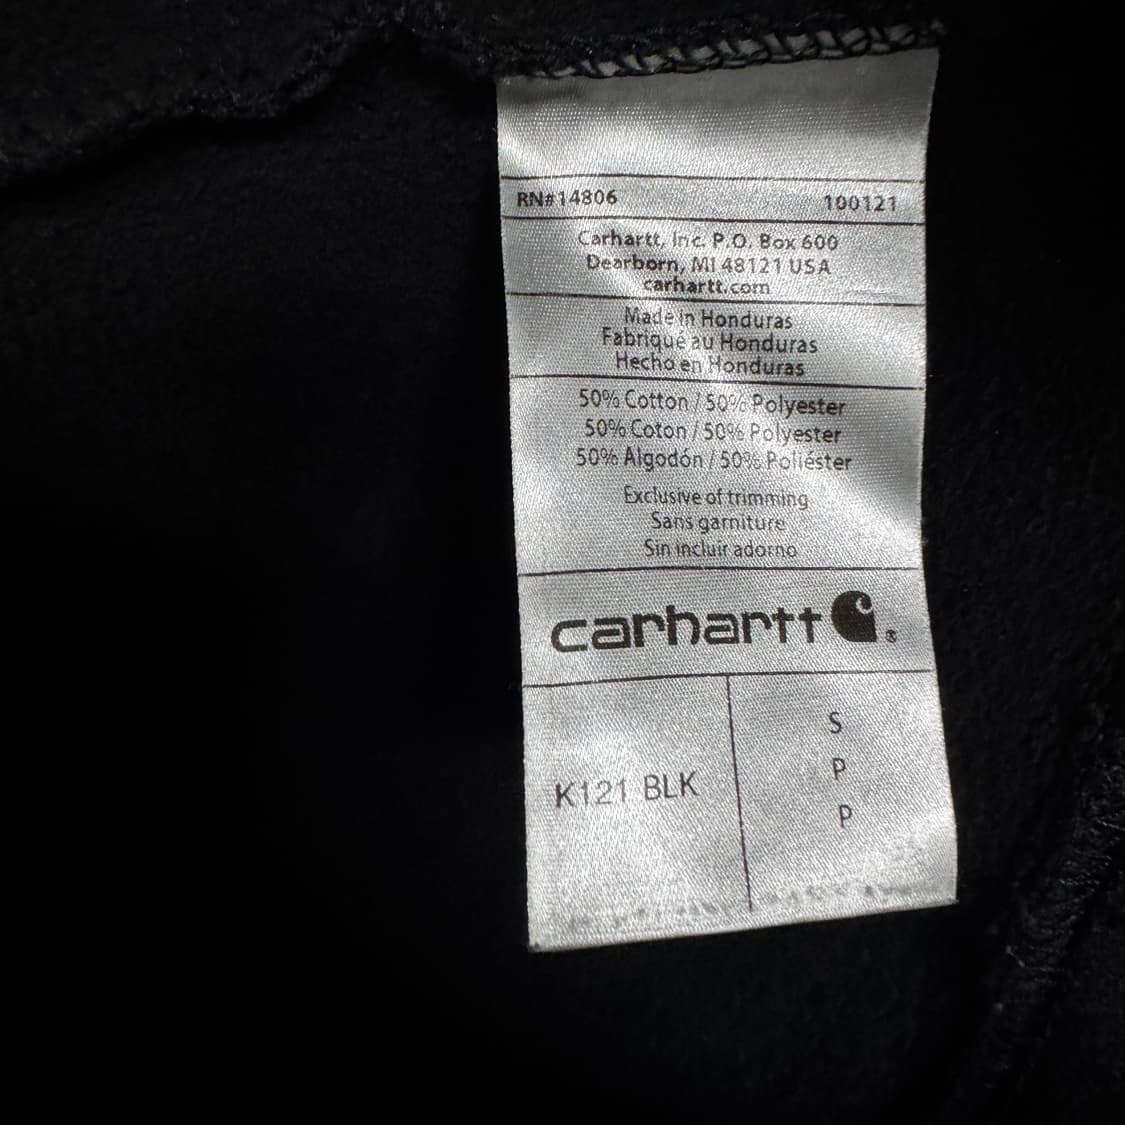 RN#14806 100121
Carhartt, Inc. P.O. Box 600
Dearborn, MI 48121 USA
carhartt.com
Made in Honduras
Fabriqué au Honduras
Hecho en Honduras
50% Cotton / 50% Polyester
50% Coton / 50% Polyester
50% Algodón / 50% Poliéster
Exclusive of trimming
Sans garniture
Sin incluir adorno
carhartt ®
K121 BLK
S
P
P